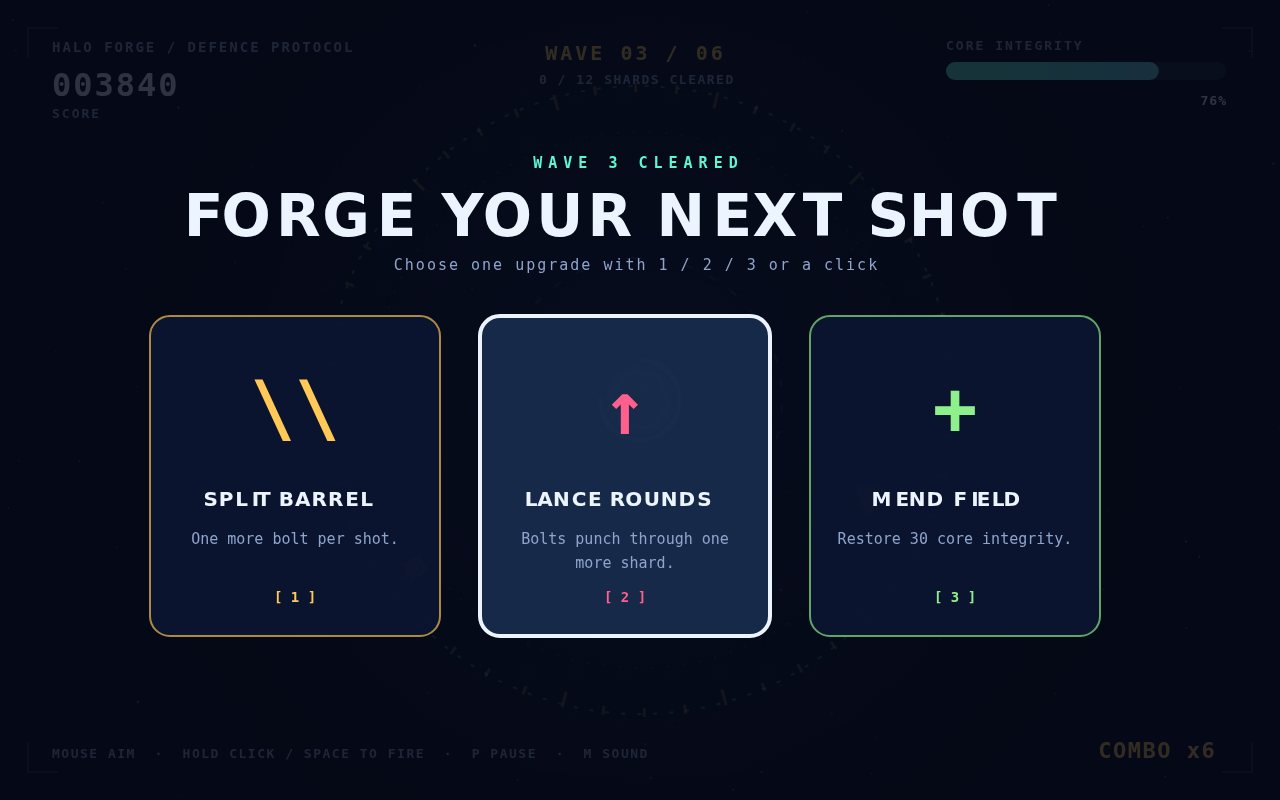 HALO FORGE / DEFENCE PROTOCOL
003840
SCORE
WAVE 03 / 06
0 / 12 SHARDS CLEARED
CORE INTEGRITY
76%
WAVE 3 CLEARED
FORGE YOUR NEXT SHOT
Choose one upgrade with 1 / 2 / 3 or a click
\\
SPLIT BARREL
One more bolt per shot.
[ 1 ]
↑
LANCE ROUNDS
Bolts punch through one
more shard.
[ 2 ]
+
MEND FIELD
Restore 30 core integrity.
[ 3 ]
MOUSE AIM · HOLD CLICK / SPACE TO FIRE · P PAUSE · M SOUND
COMBO x6